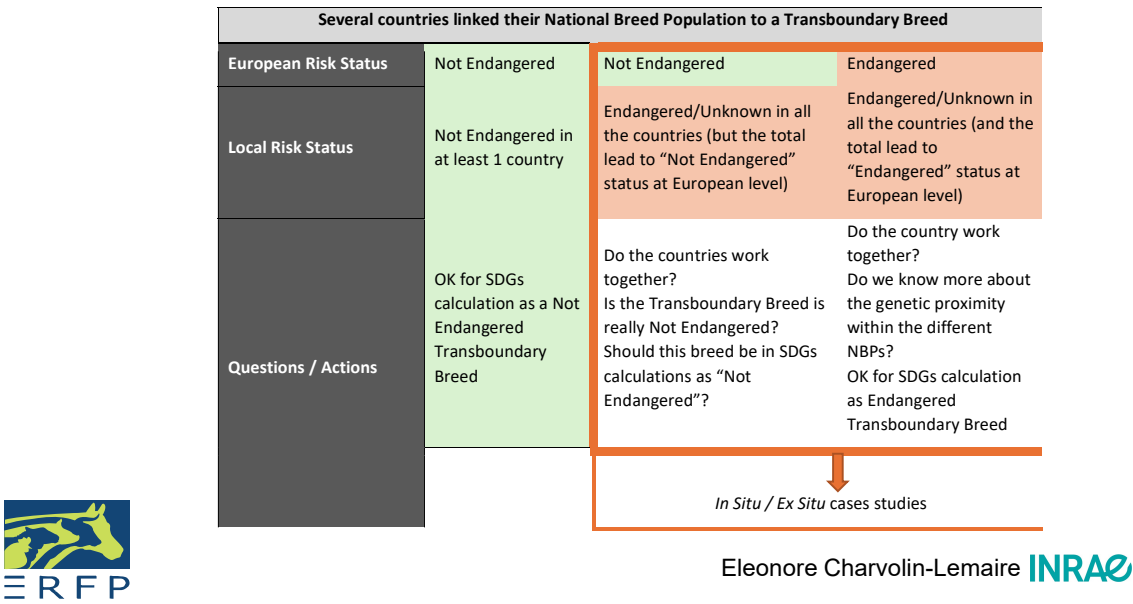 Several countries linked their National Breed Population to a Transboundary Breed
European Risk Status
Not Endangered
Not Endangered
Endangered
Local Risk Status
Not Endangered in
at least 1 country
Endangered/Unknown in all
the countries (but the total
lead to “Not Endangered”
status at European level)
Endangered/Unknown in
all the countries (and the
total lead to
“Endangered” status at
European level)
Questions / Actions
OK for SDGs
calculation as a Not
Endangered
Transboundary
Breed
Do the countries work
together?
Is the Transboundary Breed is
really Not Endangered?
Should this breed be in SDGs
calculations as “Not
Endangered”?
Do the country work
together?
Do we know more about
the genetic proximity
within the different
NBPs?
OK for SDGs calculation
as Endangered
Transboundary Breed
In Situ / Ex Situ cases studies
ERFP
Eleonore Charvolin-Lemaire INRAE